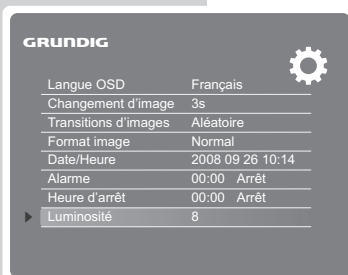 GRUNDIG
Langue OSD Français
Changement d'image 3s
Transitions d'images Aléatoire
Format image Normal
Date/Heure 2008 09 26 10:14
Alarme 00:00 Arrêt
Heure d'arrêt 00:00 Arrêt
Luminosité 8